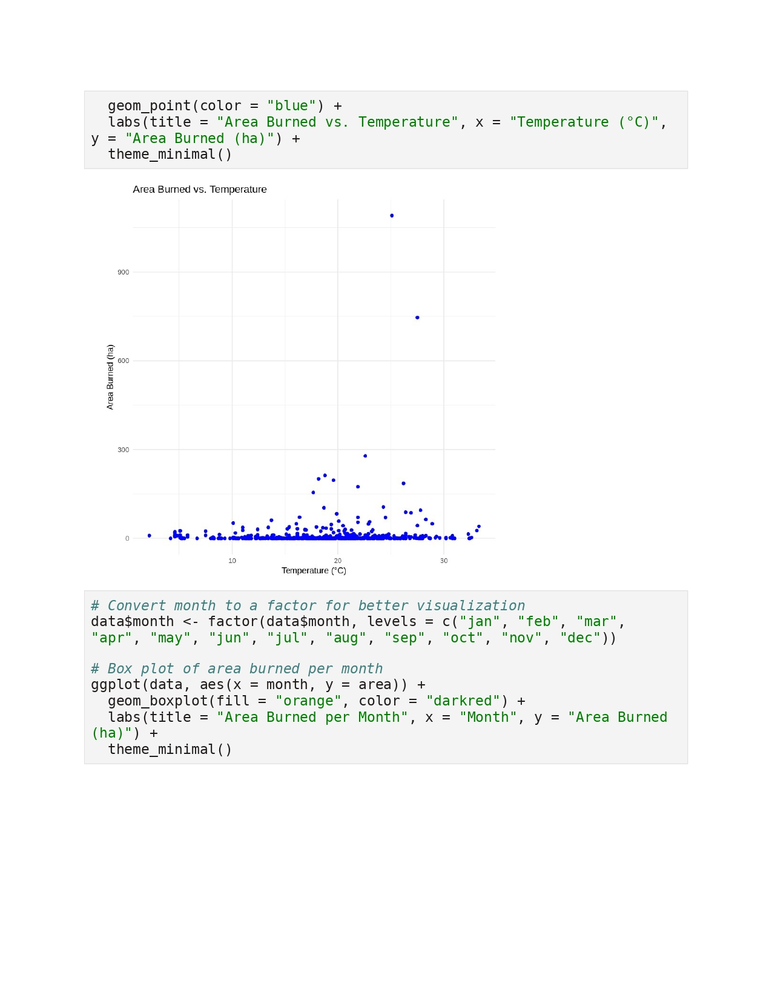 geom_point(color = "blue") +
  labs(title = "Area Burned vs. Temperature", x = "Temperature (°C)",
y = "Area Burned (ha)") +
  theme_minimal()
Area Burned vs. Temperature
900
600
300
0
Area Burned (ha)
10 20 30
Temperature (°C)
# Convert month to a factor for better visualization
data$month <- factor(data$month, levels = c("jan", "feb", "mar",
"apr", "may", "jun", "jul", "aug", "sep", "oct", "nov", "dec"))
# Box plot of area burned per month
ggplot(data, aes(x = month, y = area)) +
  geom_boxplot(fill = "orange", color = "darkred") +
  labs(title = "Area Burned per Month", x = "Month", y = "Area Burned
(ha)") +
  theme_minimal()